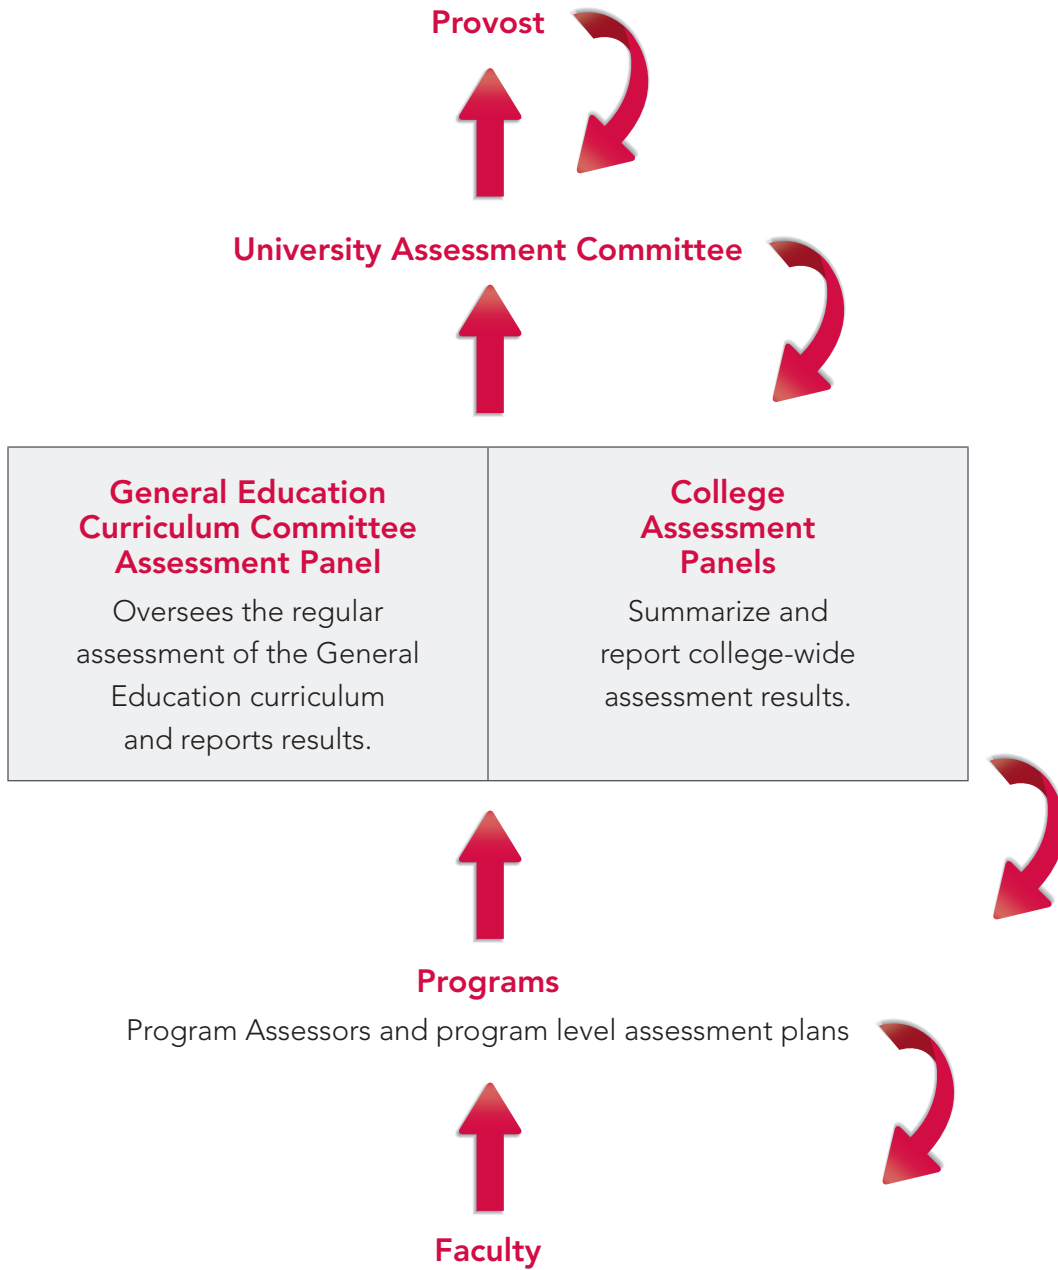 Provost
University Assessment Committee
General Education
Curriculum Committee
Assessment Panel
Oversees the regular
assessment of the General
Education curriculum
and reports results.
College
Assessment
Panels
Summarize and
report college-wide
assessment results.
Programs
Program Assessors and program level assessment plans
Faculty